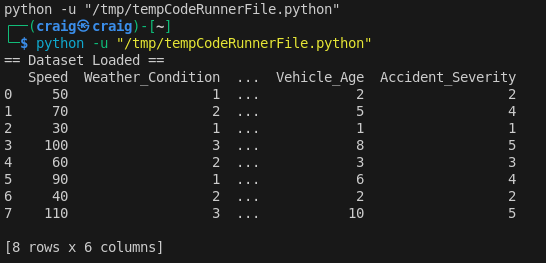 python -u "/tmp/tempCodeRunnerFile.python"
┌──(craig㉿craig)-[~]
└─$ python -u "/tmp/tempCodeRunnerFile.python"
== Dataset Loaded ==
   Speed  Weather_Condition  ...  Vehicle_Age  Accident_Severity
0     50                  1  ...            2                  2
1     70                  2  ...            5                  4
2     30                  1  ...            1                  1
3    100                  3  ...            8                  5
4     60                  2  ...            3                  3
5     90                  1  ...            6                  4
6     40                  2  ...            2                  2
7    110                  3  ...           10                  5
[8 rows x 6 columns]